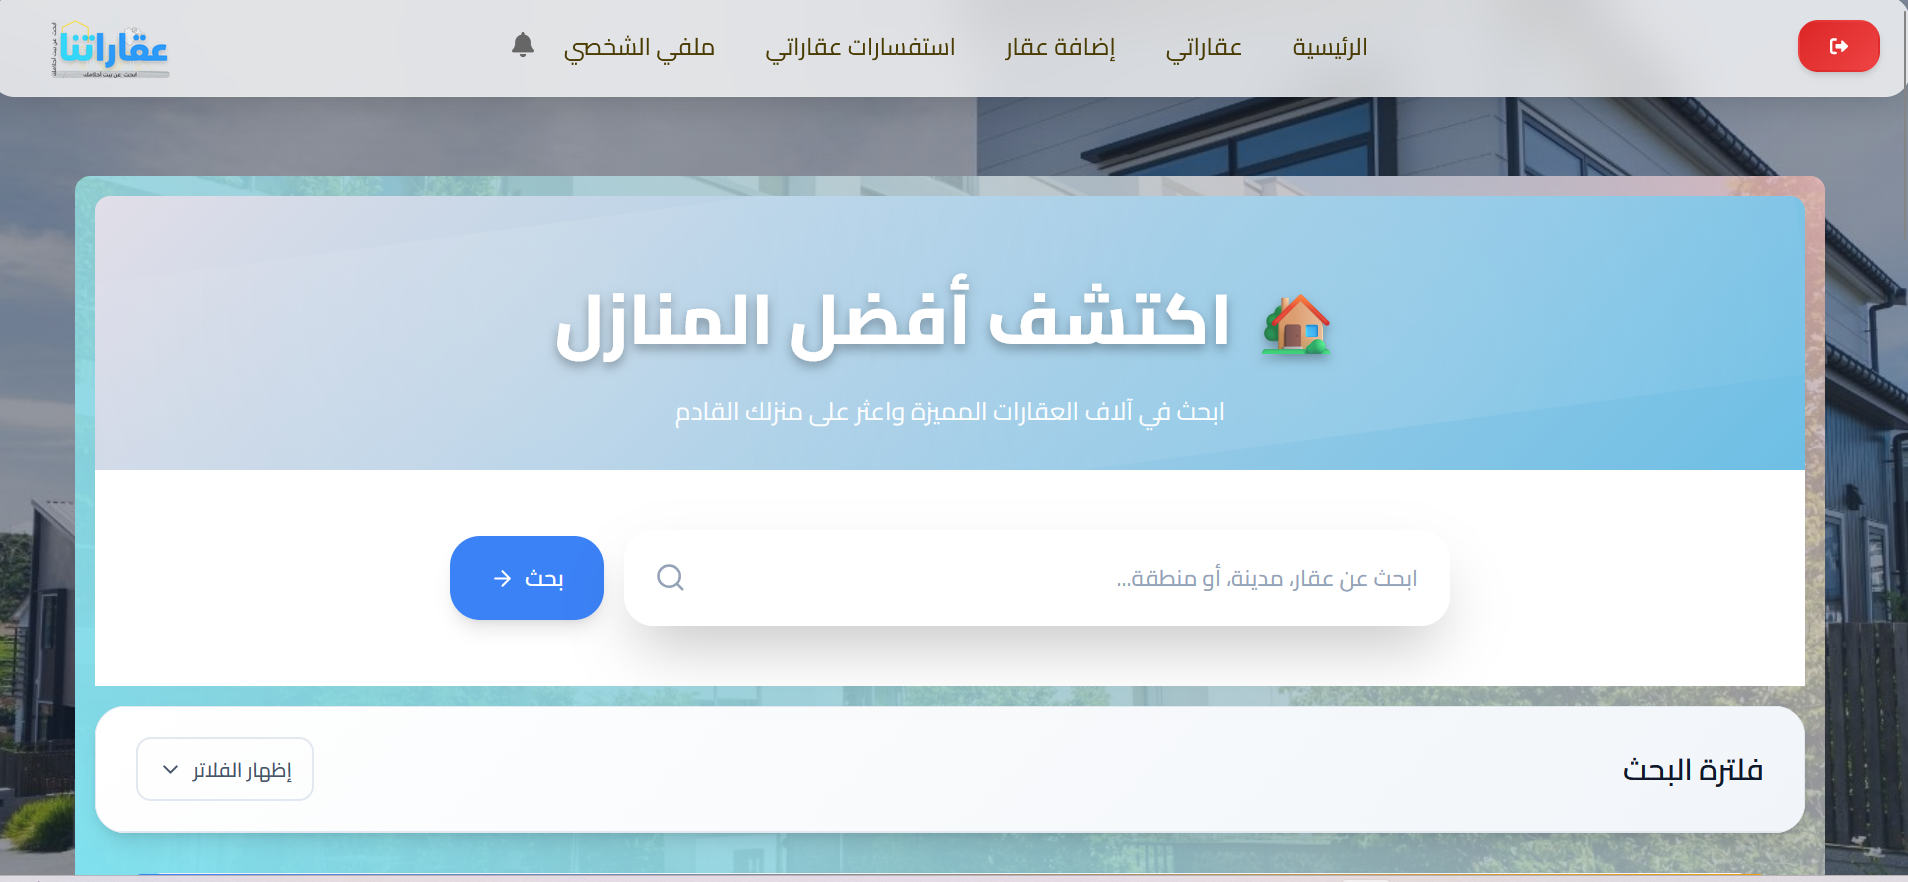 الرئيسية
عقاراتي
إضافة عقار
استفسارات عقاراتي
ملفي الشخصي
عقاراتنا
ابحث عن بيت أحلامك
اكتشف أفضل المنازل
ابحث في آلاف العقارات المميزة واعثر على منزلك القادم
ابحث عن عقار، مدينة، أو منطقة...
بحث
فلترة البحث
إظهار الفلاتر